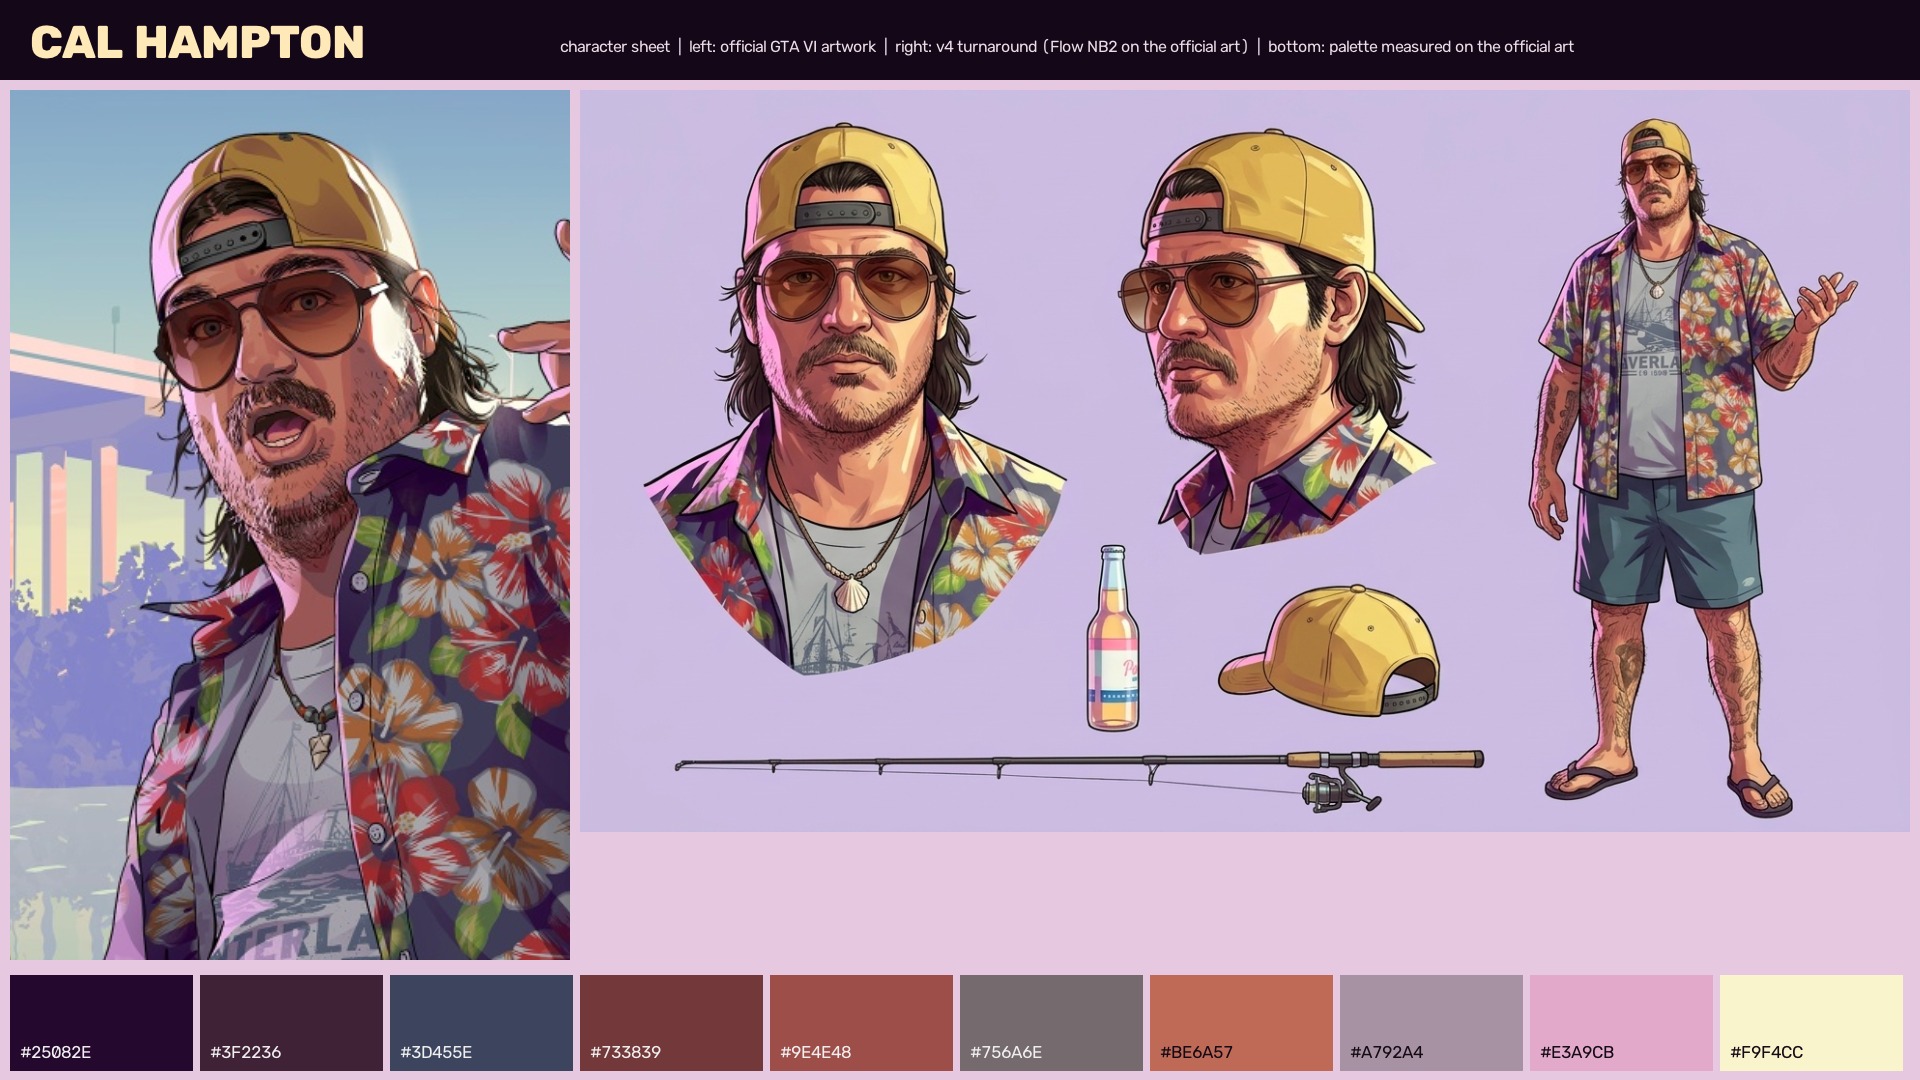 CAL HAMPTON
character sheet | left: official GTA VI artwork | right: v4 turnaround (Flow NB2 on the official art) | bottom: palette measured on the official art
#25082E
#3F2236
#3D455E
#733839
#9E4E48
#756A6E
#BE6A57
#A792A4
#E3A9CB
#F9F4CC